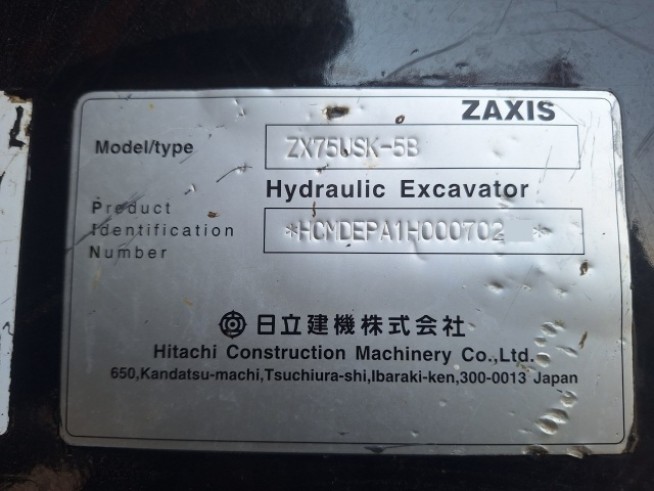 ZAXIS
Model/type ZX75USK-5B
Hydraulic Excavator
Product
Identification
Number
*HCMDEPA1H000702 *
日立建機株式会社
Hitachi Construction Machinery Co.,Ltd.
650,Kandatsu-machi,Tsuchiura-shi,Ibaraki-ken,300-0013 Japan